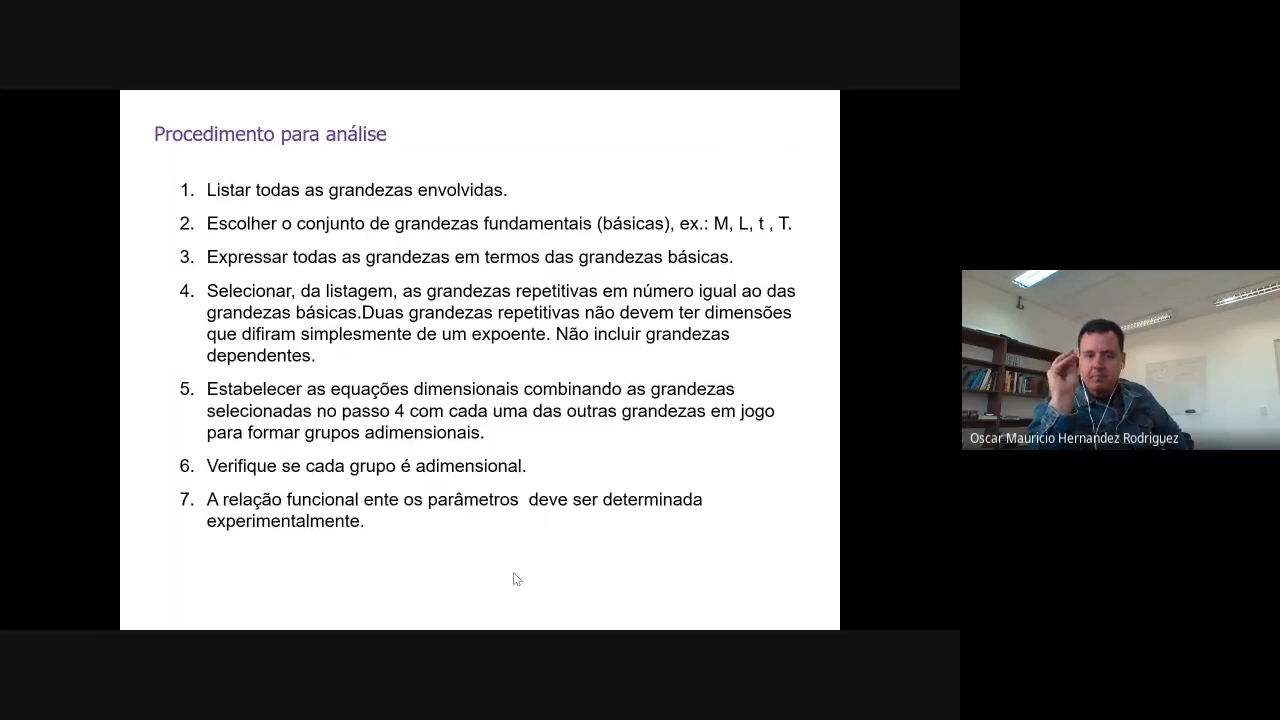 Procedimento para análise
1. Listar todas as grandezas envolvidas.
2. Escolher o conjunto de grandezas fundamentais (básicas), ex.: M, L, t , T.
3. Expressar todas as grandezas em termos das grandezas básicas.
4. Selecionar, da listagem, as grandezas repetitivas em número igual ao das
grandezas básicas.Duas grandezas repetitivas não devem ter dimensões
que difiram simplesmente de um expoente. Não incluir grandezas
dependentes.
5. Estabelecer as equações dimensionais combinando as grandezas
selecionadas no passo 4 com cada uma das outras grandezas em jogo
para formar grupos adimensionais.
6. Verifique se cada grupo é adimensional.
7. A relação funcional ente os parâmetros  deve ser determinada
experimentalmente.
Oscar Mauricio Hernandez Rodriguez